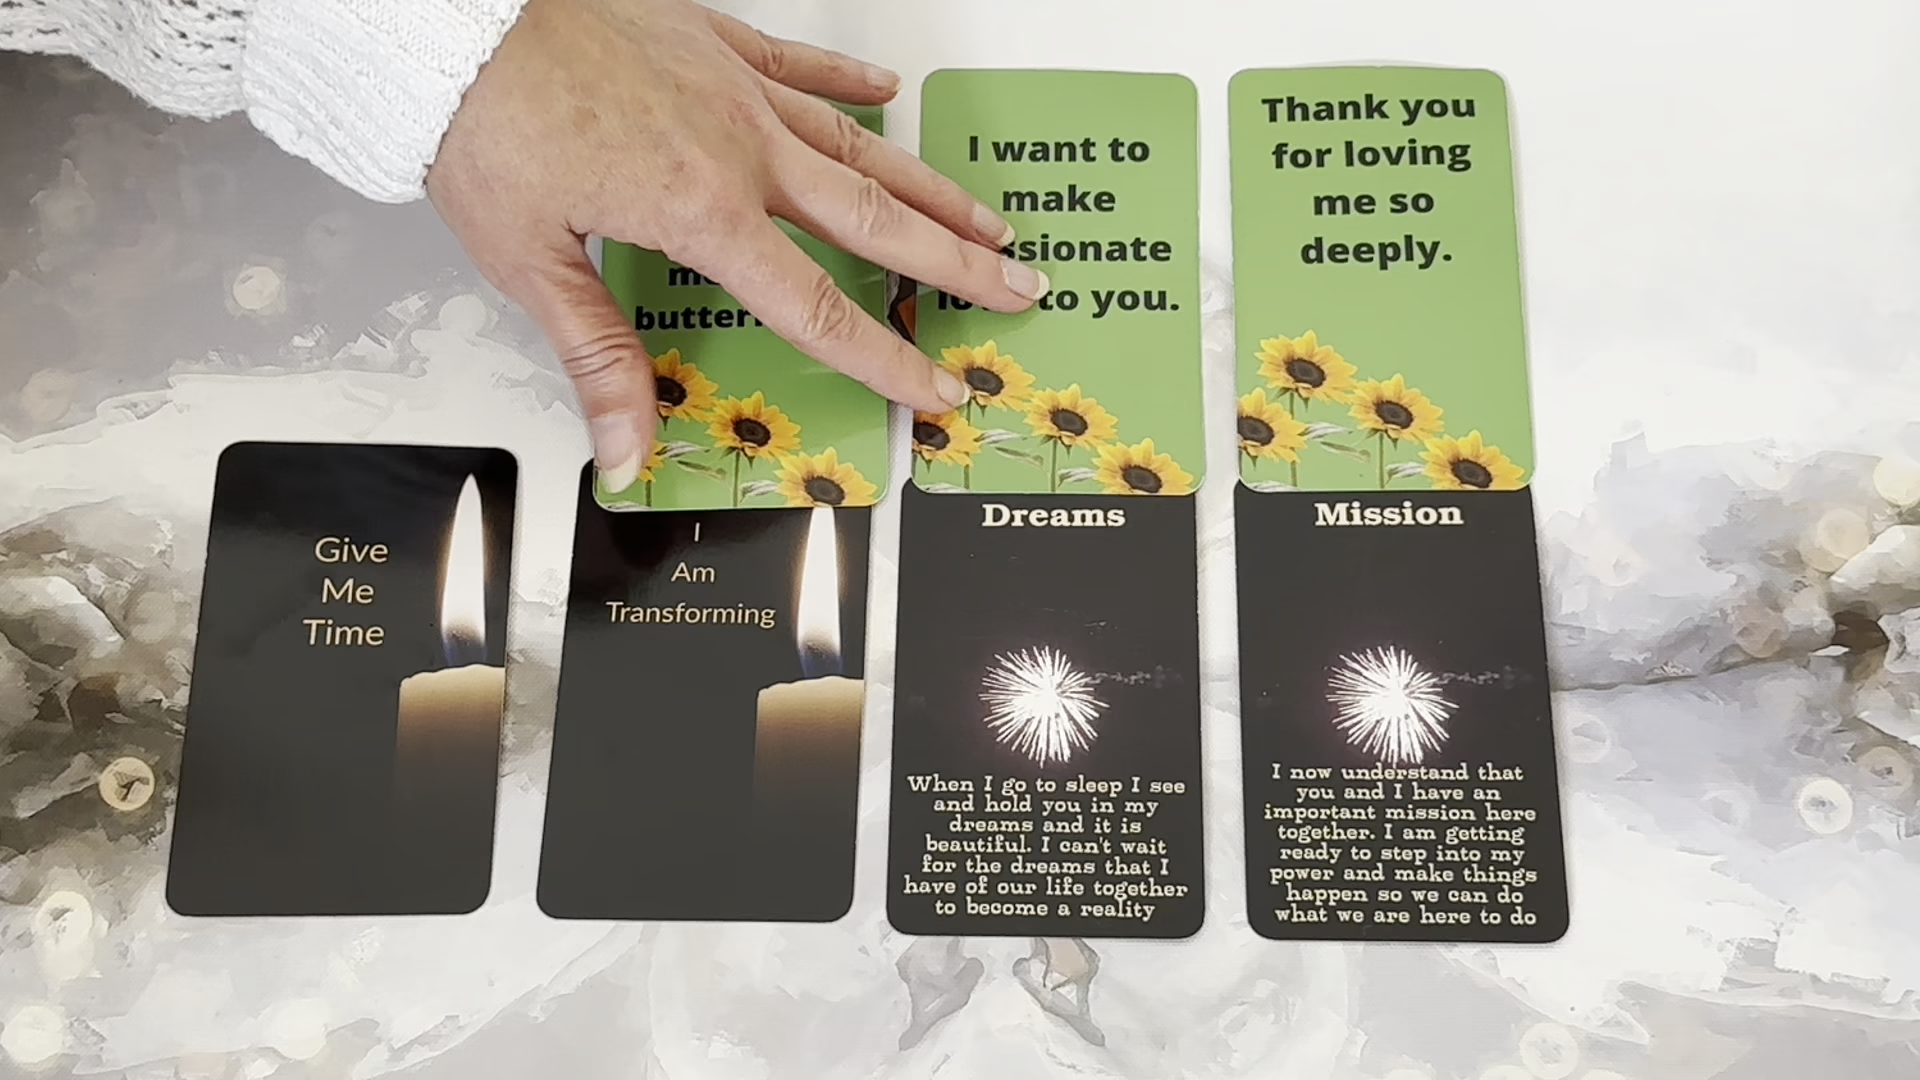 I want to
make
to you.
Thank you
for loving
me so
deeply.
Give
Me
Time
I
Am
Transforming
Dreams
When I go to sleep I see
and hold you in my
dreams and it is
beautiful. I can't wait
for the dreams that I
have of our life together
to become a reality
Mission
I now understand that
you and I have an
important mission here
together. I am getting
ready to step into my
power and make things
happen so we can do
what we are here to do